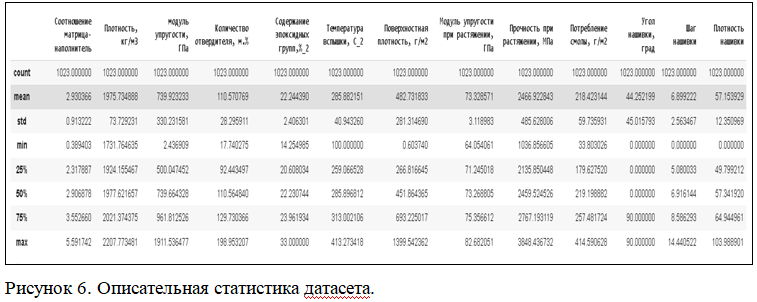 Соотношение матрица-наполнитель Плотность, кг/м3 модуль упругости, ГПа Количество отвердителя, м.% Содержание эпоксидных групп,%_2 Температура вспышки, С_2 Поверхностная плотность, г/м2 Модуль упругости при растяжении, ГПа Прочность при растяжении, МПа Потребление смолы, г/м2 Угол нашивки, град Шаг нашивки Плотность нашивки
count 1023.000000 1023.000000 1023.000000 1023.000000 1023.000000 1023.000000 1023.000000 1023.000000 1023.000000 1023.000000 1023.000000 1023.000000 1023.000000
mean 2.930366 1975.734888 739.923233 110.570769 22.244390 285.882151 482.731833 73.328571 2466.922843 218.423144 44.252199 6.899222 57.153929
std 0.913222 73.729231 330.231581 28.295911 2.406301 40.943260 281.314690 3.118983 485.628006 59.735931 45.015793 2.563467 12.350969
min 0.389403 1731.764635 2.436909 17.740275 14.254985 100.000000 0.603740 64.054061 1036.856605 33.803026 0.000000 0.000000 0.000000
25% 2.317887 1924.155467 500.047452 92.443497 20.608034 259.066528 266.816645 71.245018 2135.850448 179.627520 0.000000 5.080033 49.799212
50% 2.906878 1977.621657 739.664328 110.564840 22.230744 285.896812 451.864365 73.268805 2459.524526 219.198882 0.000000 6.916144 57.341920
75% 3.552660 2021.374375 961.812526 129.730366 23.961934 313.002106 693.225017 75.356612 2767.193119 257.481724 90.000000 8.586293 64.944961
max 5.591742 2207.773481 1911.536477 198.953207 33.000000 413.273418 1399.542362 82.682051 3848.436732 414.590628 90.000000 14.440522 103.988901
Рисунок 6. Описательная статистика датасета.